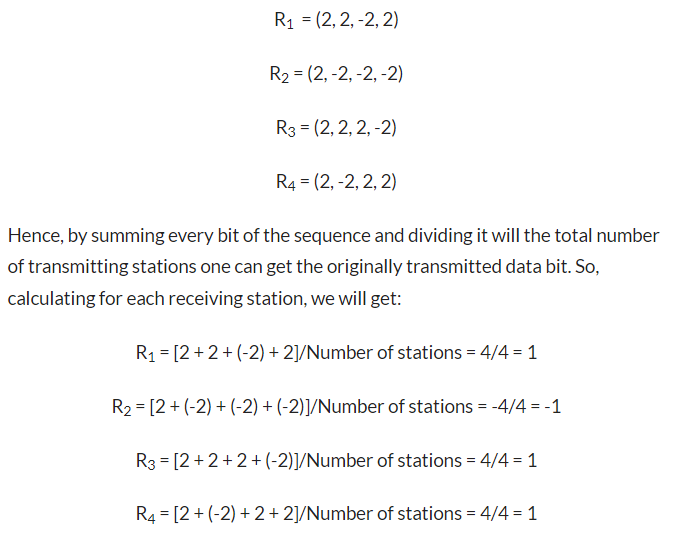 R₁ = (2, 2, -2, 2)
R₂ = (2, -2, -2, -2)
R₃ = (2, 2, 2, -2)
R₄ = (2, -2, 2, 2)
Hence, by summing every bit of the sequence and dividing it will the total number
of transmitting stations one can get the originally transmitted data bit. So,
calculating for each receiving station, we will get:
R₁ = [2 + 2 + (-2) + 2]/Number of stations = 4/4 = 1
R₂ = [2 + (-2) + (-2) + (-2)]/Number of stations = -4/4 = -1
R₃ = [2 + 2 + 2 + (-2)]/Number of stations = 4/4 = 1
R₄ = [2 + (-2) + 2 + 2]/Number of stations = 4/4 = 1